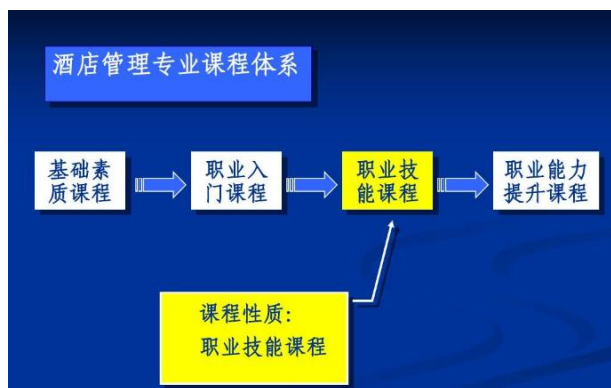 酒店管理专业课程体系
基础素
质课程
职业入
门课程
职业技
能课程
职业能力
提升课程
课程性质:
职业技能课程